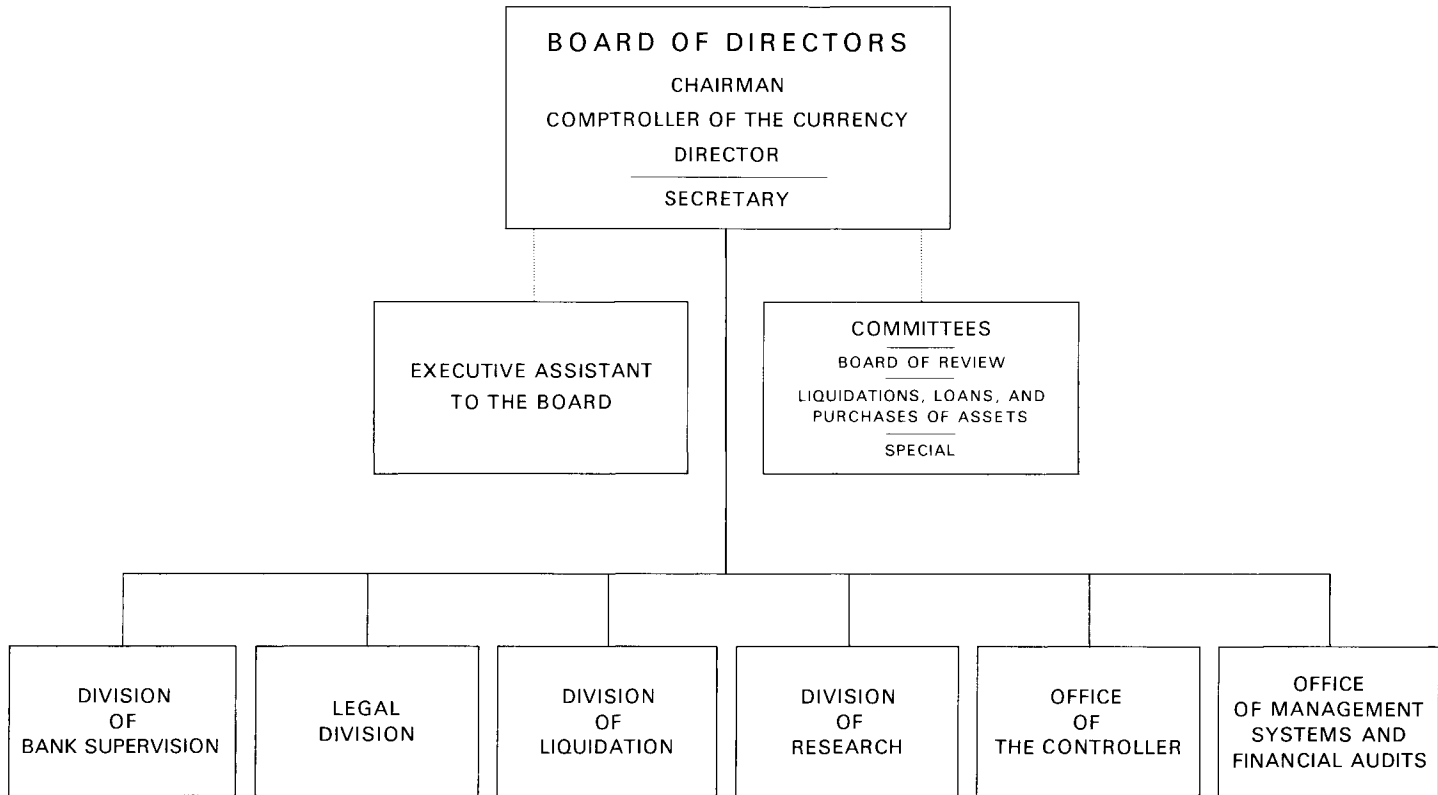 BOARD OF DIRECTORS
CHAIRMAN
COMPTROLLER OF THE CURRENCY
DIRECTOR
SECRETARY
EXECUTIVE ASSISTANT
TO THE BOARD
COMMITTEES
BOARD OF REVIEW
LIQUIDATIONS, LOANS, AND
PURCHASES OF ASSETS
SPECIAL
DIVISION
OF
BANK SUPERVISION
LEGAL
DIVISION
DIVISION
OF
LIQUIDATION
DIVISION
OF
RESEARCH
OFFICE
OF
THE CONTROLLER
OFFICE
OF MANAGEMENT
SYSTEMS AND
FINANCIAL AUDITS